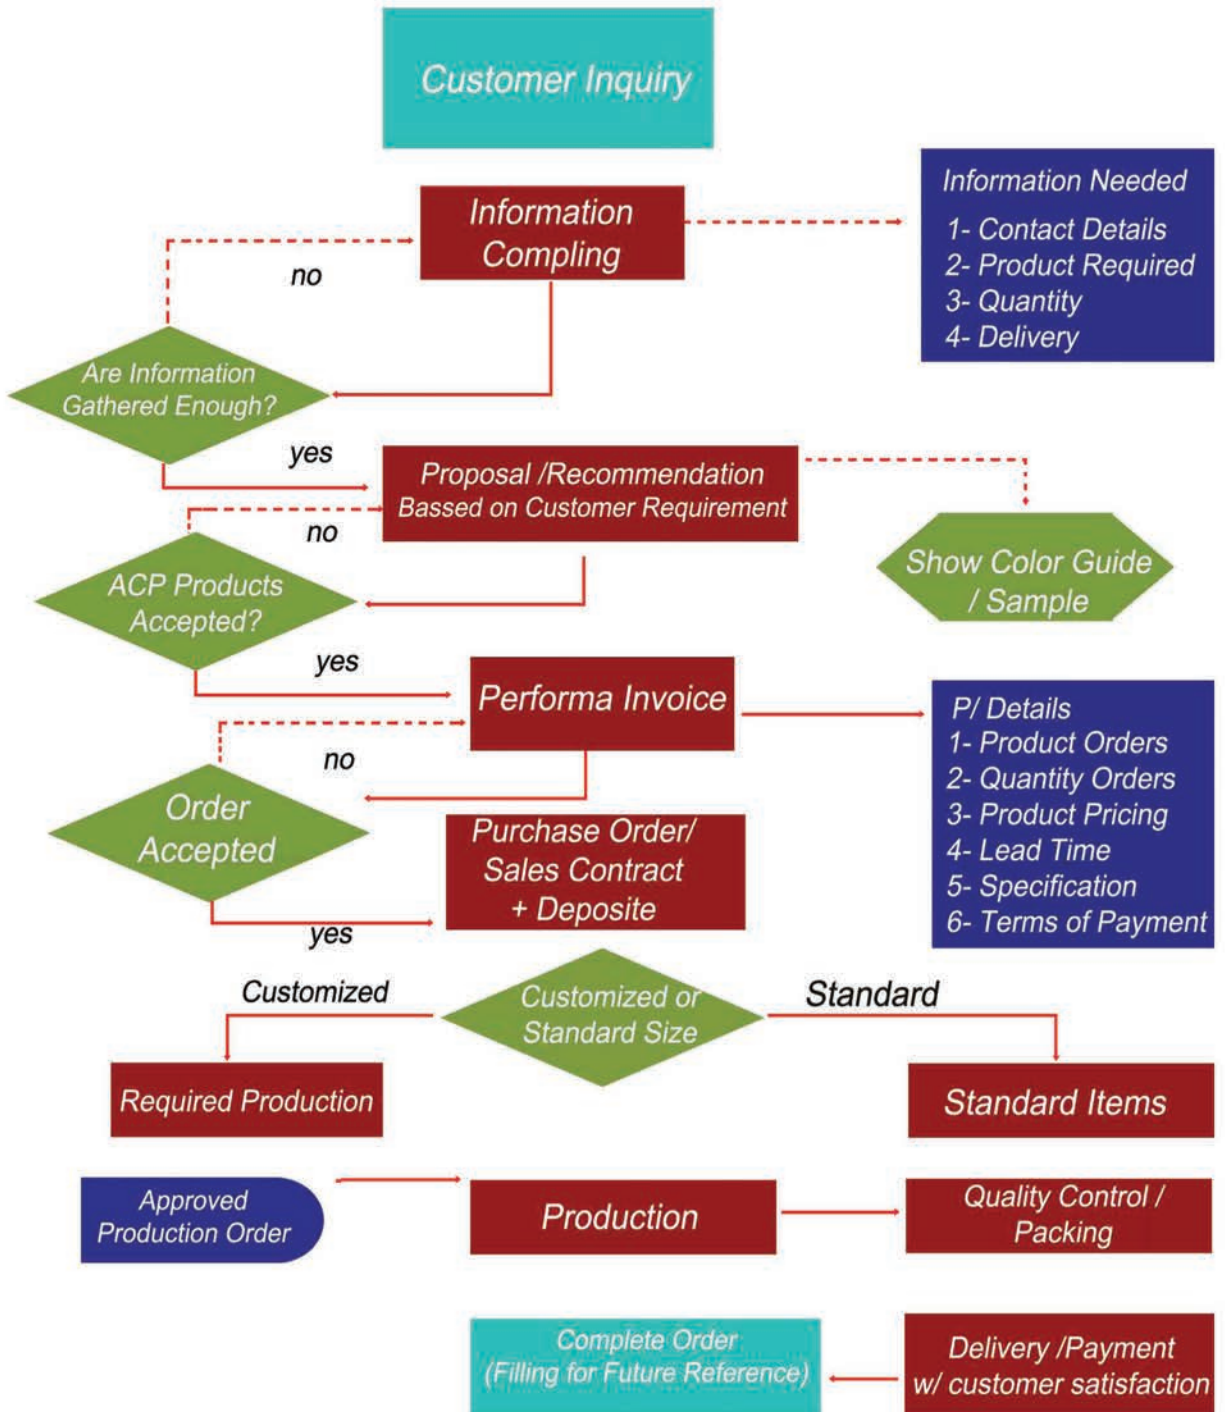 Customer Inquiry
Information
Compling
Information Needed
1- Contact Details
2- Product Required
3- Quantity
4- Delivery
no
Are Information
Gathered Enough?
yes
Proposal /Recommendation
Bassed on Customer Requirement
no
Show Color Guide
/ Sample
ACP Products
Accepted?
yes
Performa Invoice
P/ Details
1- Product Orders
2- Quantity Orders
3- Product Pricing
4- Lead Time
5- Specification
6- Terms of Payment
no
Order
Accepted
Purchase Order/
Sales Contract
+ Deposite
yes
Customized
Customized or
Standard Size
Standard
Required Production
Standard Items
Approved
Production Order
Production
Quality Control /
Packing
Complete Order
(Filling for Future Reference)
Delivery /Payment
w/ customer satisfaction